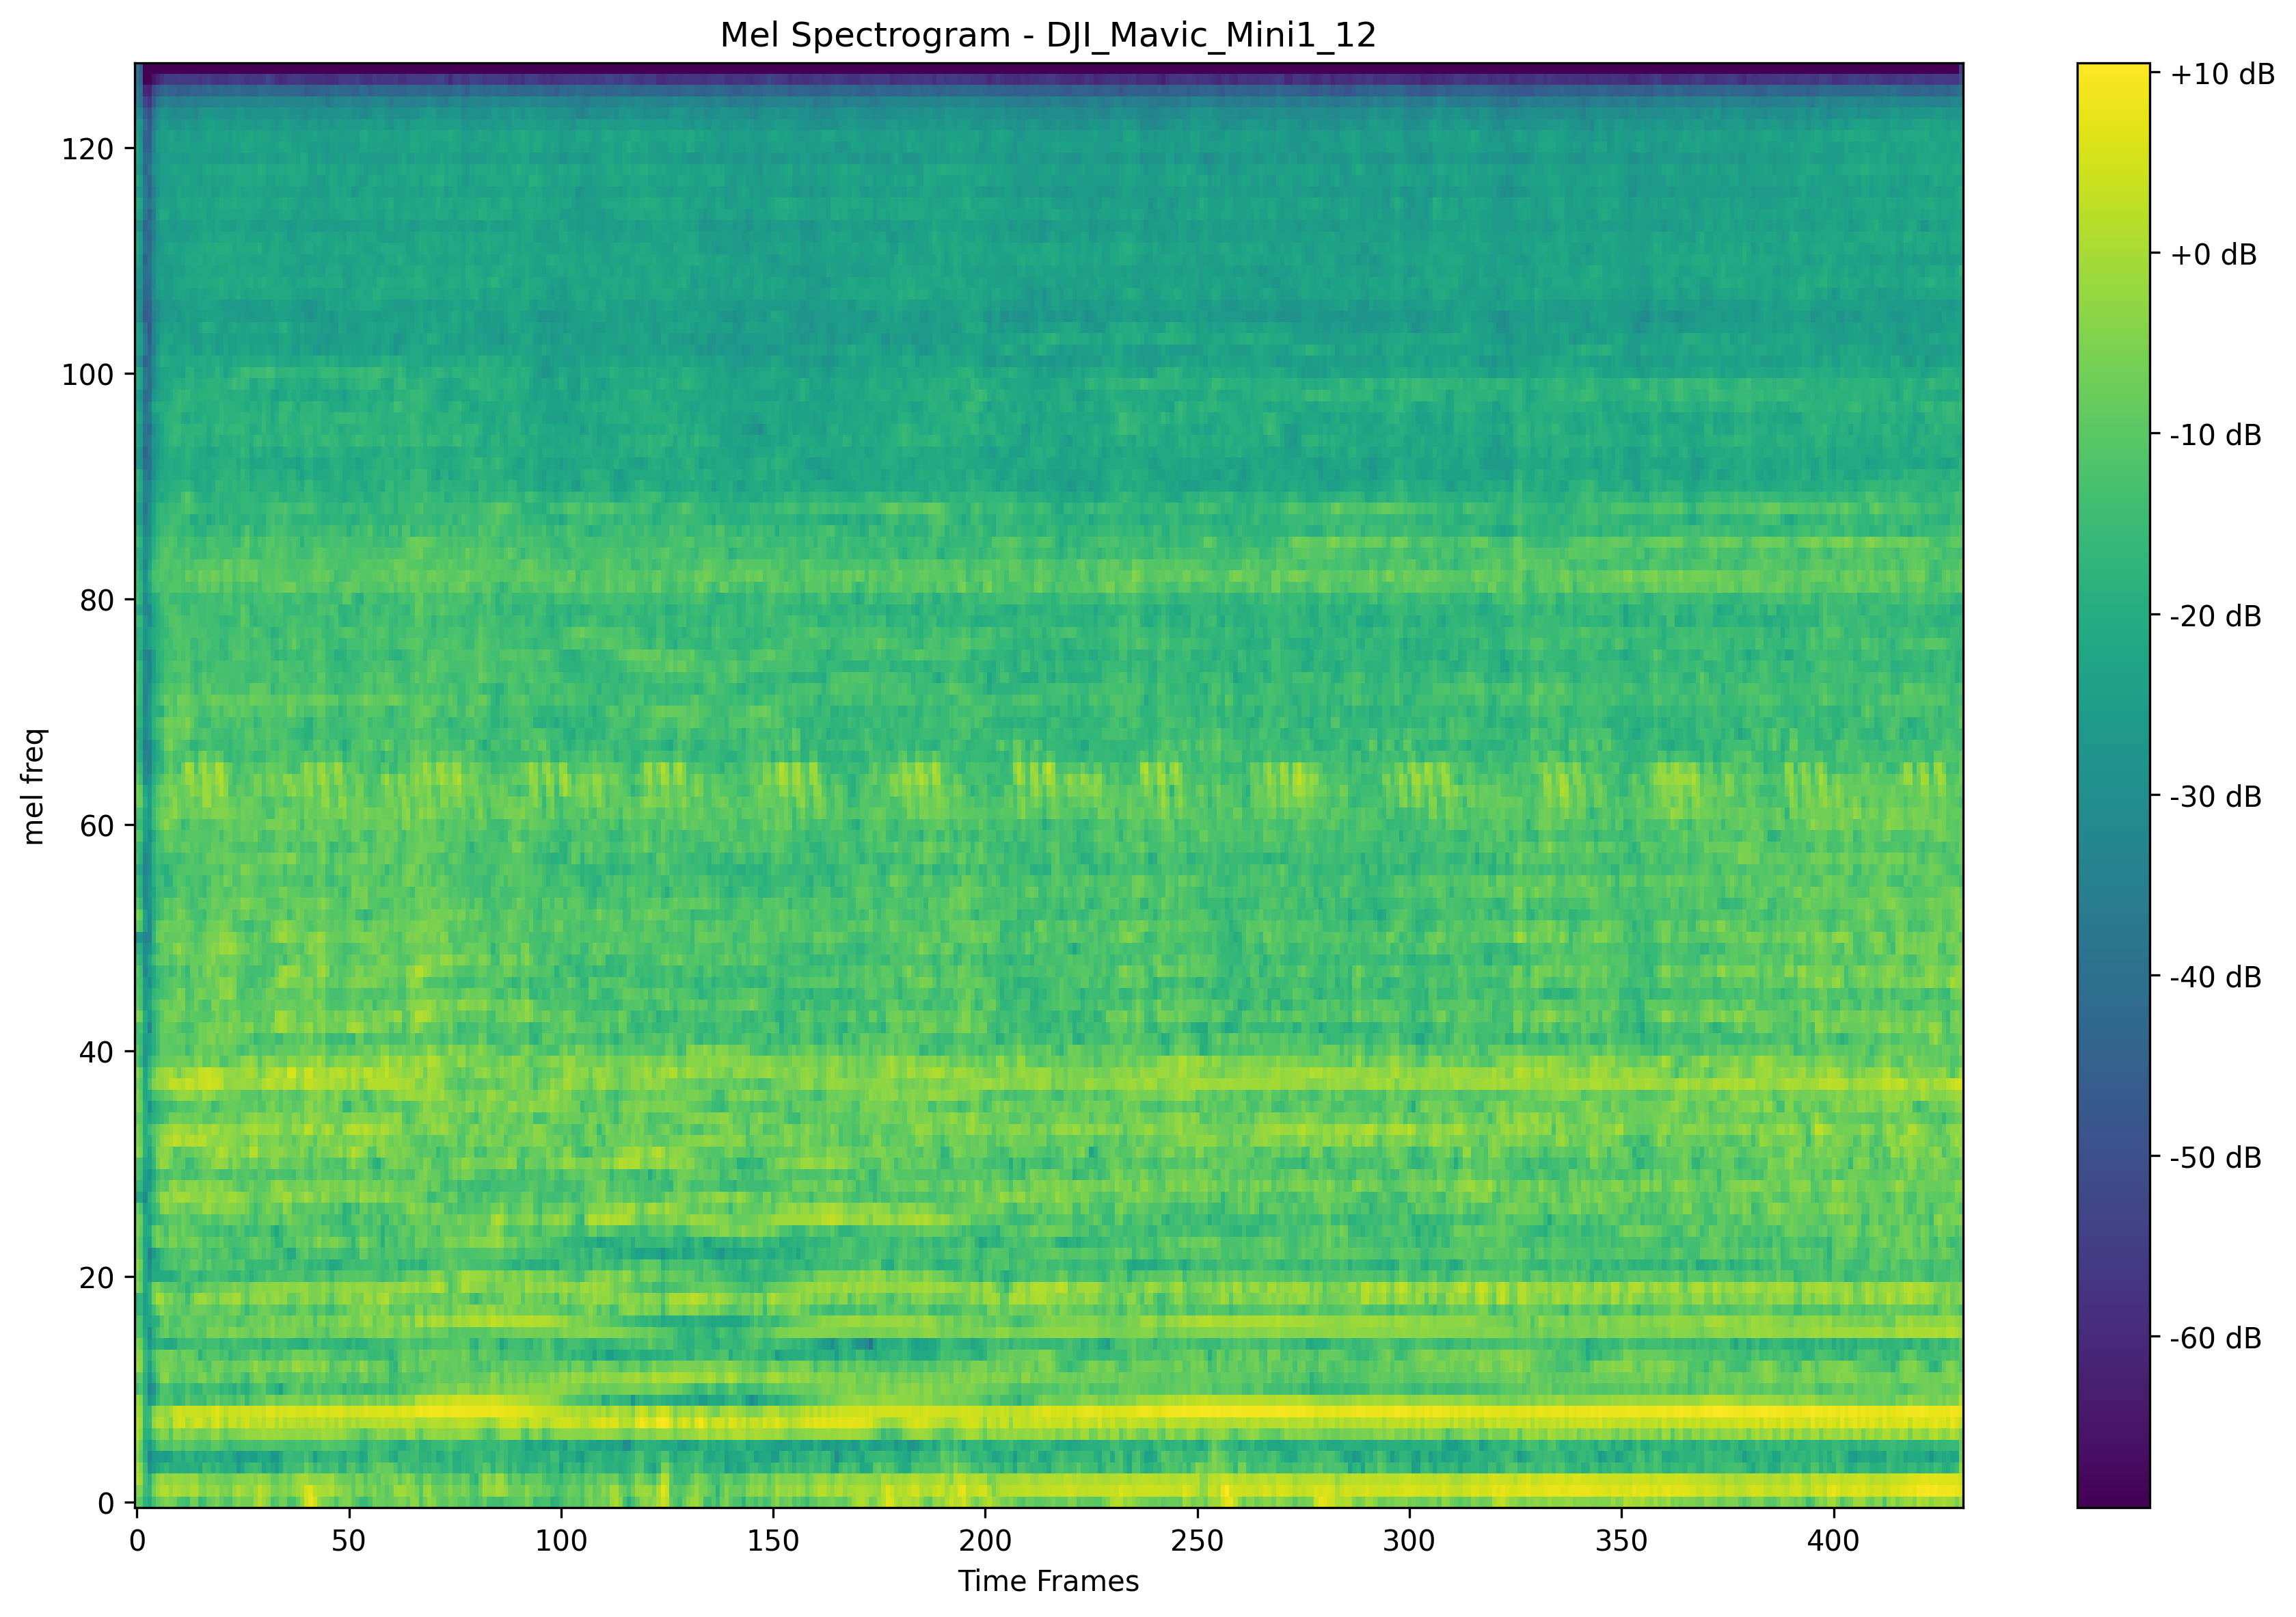 Mel Spectrogram - DJI_Mavic_Mini1_12
mel freq
120
100
80
60
40
20
0
0 50 100 150 200 250 300 350 400
Time Frames
+10 dB
+0 dB
-10 dB
-20 dB
-30 dB
-40 dB
-50 dB
-60 dB